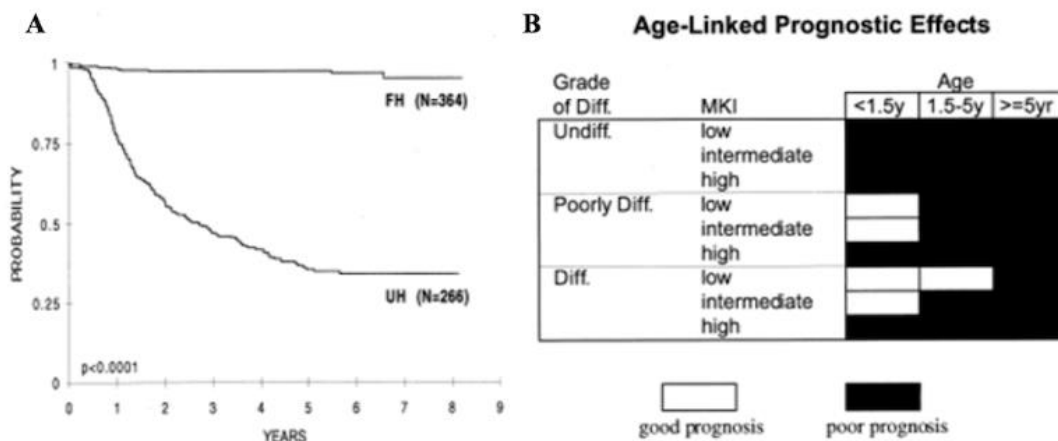 A
1
0.75
0.5
0.25
0
PROBABILITY
FH (N=364)
UH (N=266)
p<0.0001
0 1 2 3 4 5 6 7 8 9
YEARS
B
Age-Linked Prognostic Effects
Grade
of Diff.
MKI
Age
<1.5y 1.5-5y >=5yr
Undiff. low
intermediate
high
Poorly Diff. low
intermediate
high
Diff. low
intermediate
high
good prognosis
poor prognosis